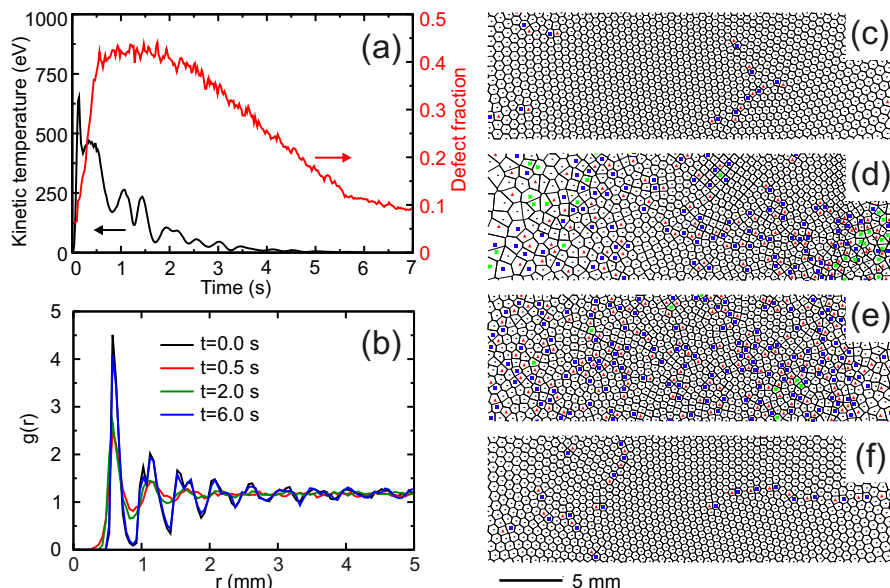 (a)
Kinetic temperature (eV)
1000
750
500
250
0
0.5
0.4
0.3
0.2
0.1
0
Defect fraction
0 1 2 3 4 5 6 7
Time (s)
(b)
g(r)
5
4
3
2
1
0
t=0.0 s
t=0.5 s
t=2.0 s
t=6.0 s
0 1 2 3 4 5
r (mm)
(c)
(d)
(e)
(f)
5 mm